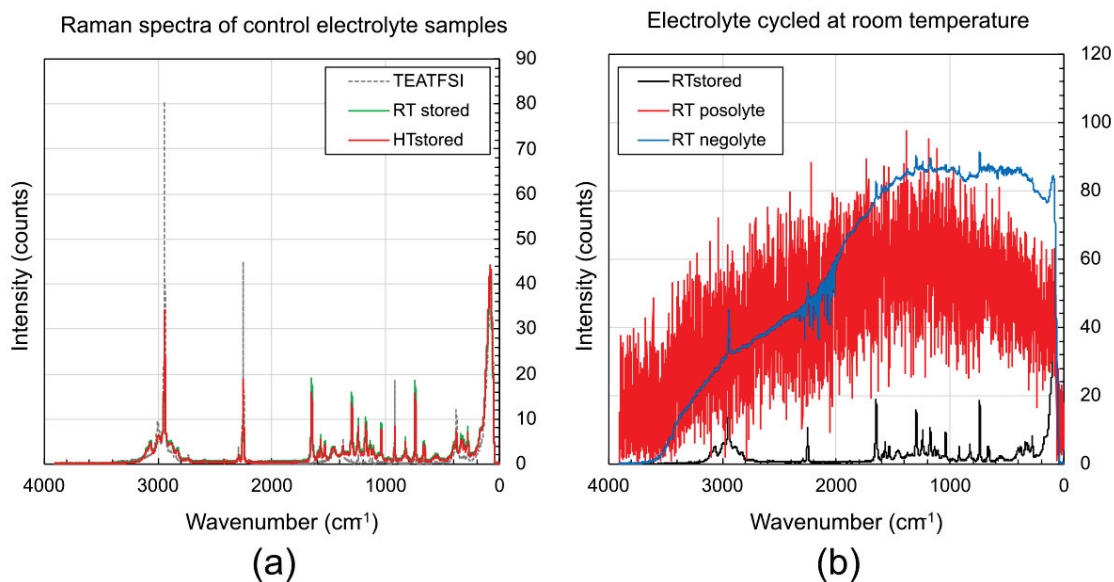 Raman spectra of control electrolyte samples
90
80
70
60
50
40
30
20
10
0
TEATFSI
RT stored
HTstored
Intensity (counts)
4000 3000 2000 1000 0
Wavenumber (cm⁻¹)
(a)
Electrolyte cycled at room temperature
120
100
80
60
40
20
0
RTstored
RT posolyte
RT negolyte
Intensity (counts)
4000 3000 2000 1000 0
Wavenumber (cm⁻¹)
(b)